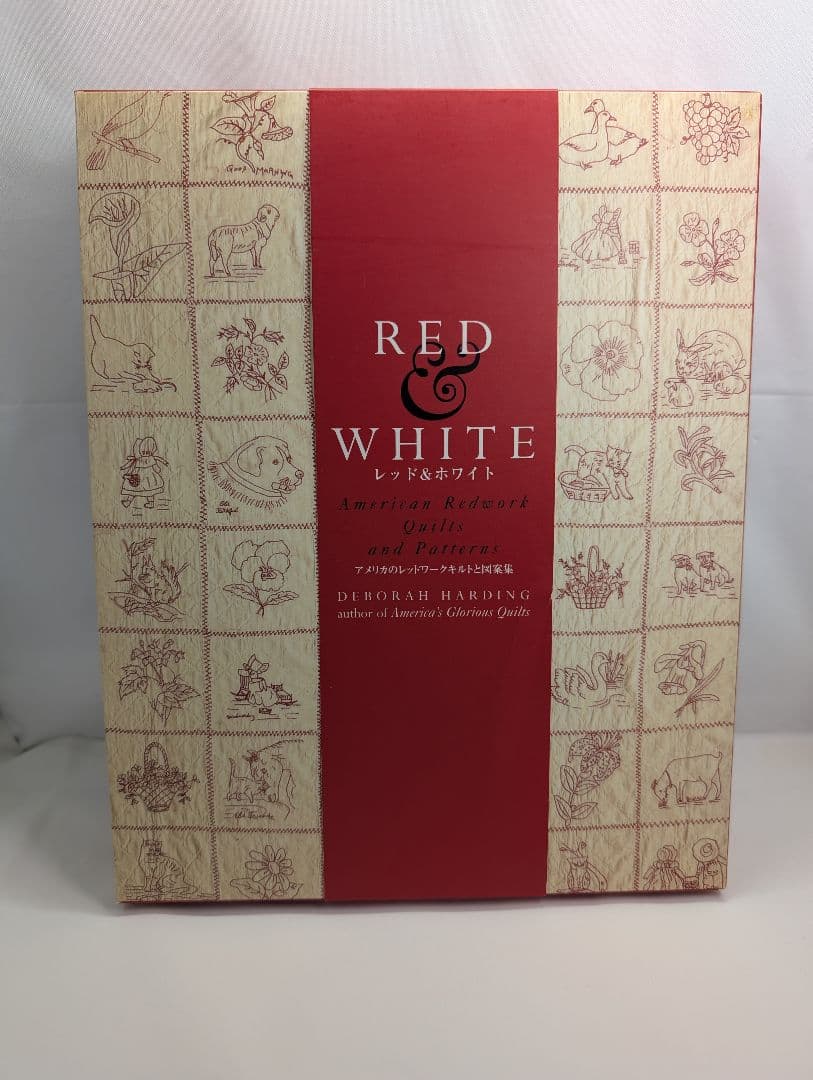 RED
&
WHITE
レッド&ホワイト
American Redwork
Quilts
and Patterns
アメリカのレッドワークキルトと図案集
DEBORAH HARDING
author of America's Glorious Quilts
Good MORNING